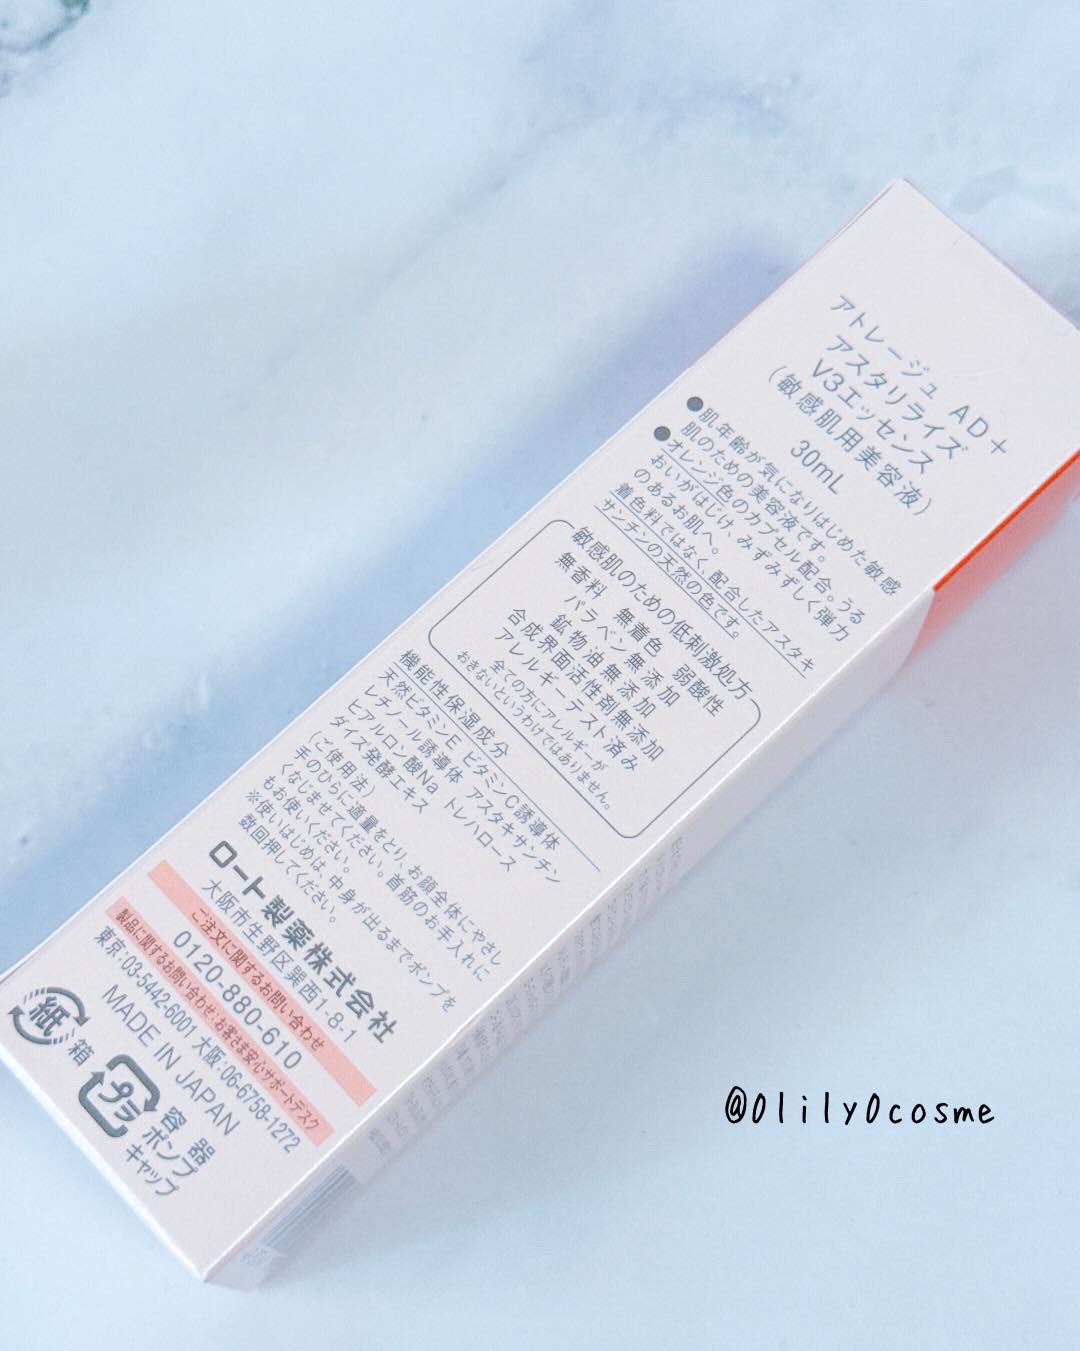 アトレージュ AD+
アスタリライズ
V3エッセンス
(敏感肌用美容液)
30mL
●肌年齢が気になりはじめた敏感
肌のための美容液です。
●オレンジ色のカプセル配合。うる
おいがはじけ、みずみずしく弾力
のあるお肌へ。
着色料ではなく、配合したアスタキ
サンチンの天然の色です。
敏感肌のための低刺激処方
無香料 無着色 弱酸性
パラベン無添加
鉱物油無添加
合成界面活性剤無添加
アレルギーテスト済み
全ての方にアレルギーが
おきないというわけではありません。
機能性保湿成分
天然ビタミンE ビタミンC誘導体
レチノール誘導体 アスタキサンチン
ヒアルロン酸Na トレハロース
ダイズ発酵エキス
(ご使用法)
手のひらに適量をとり、お顔全体にやさし
くなじませてください。首筋のお手入れに
もお使いください。
※使いはじめは、中身が出るまでポンプを
数回押してください。
ロート製薬株式会社
大阪市生野区巽西1-8-1
ご注文に関するお問い合わせ
0120-880-610
製品に関するお問い合わせ:お客さま安心サポートデスク
東京:03-5442-6001 大阪:06-6758-1272
MADE IN JAPAN
紙 箱
プラ 容器
ポンプ
キャップ
@0lily0cosme